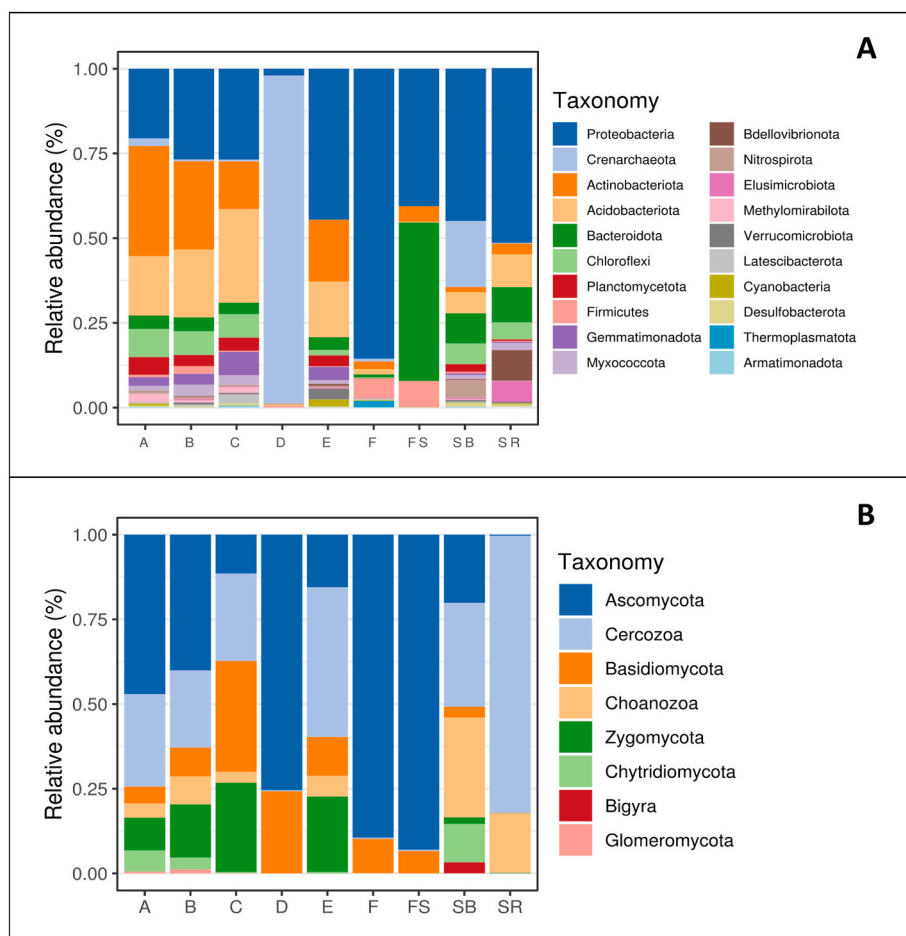 A
Relative abundance (%)
1.00
0.75
0.50
0.25
0.00
A B C D E F FS SB SR
Taxonomy
Proteobacteria
Crenarchaeota
Actinobacteriota
Acidobacteriota
Bacteroidota
Chloroflexi
Planctomycetota
Firmicutes
Gemmatimonadota
Myxococcota
Bdellovibrionota
Nitrospirota
Elusimicrobiota
Methylomirabilota
Verrucomicrobiota
Latescibacterota
Cyanobacteria
Desulfobacterota
Thermoplasmatota
Armatimonadota
B
Relative abundance (%)
1.00
0.75
0.50
0.25
0.00
A B C D E F FS SB SR
Taxonomy
Ascomycota
Cercozoa
Basidiomycota
Choanozoa
Zygomycota
Chytridiomycota
Bigyra
Glomeromycota